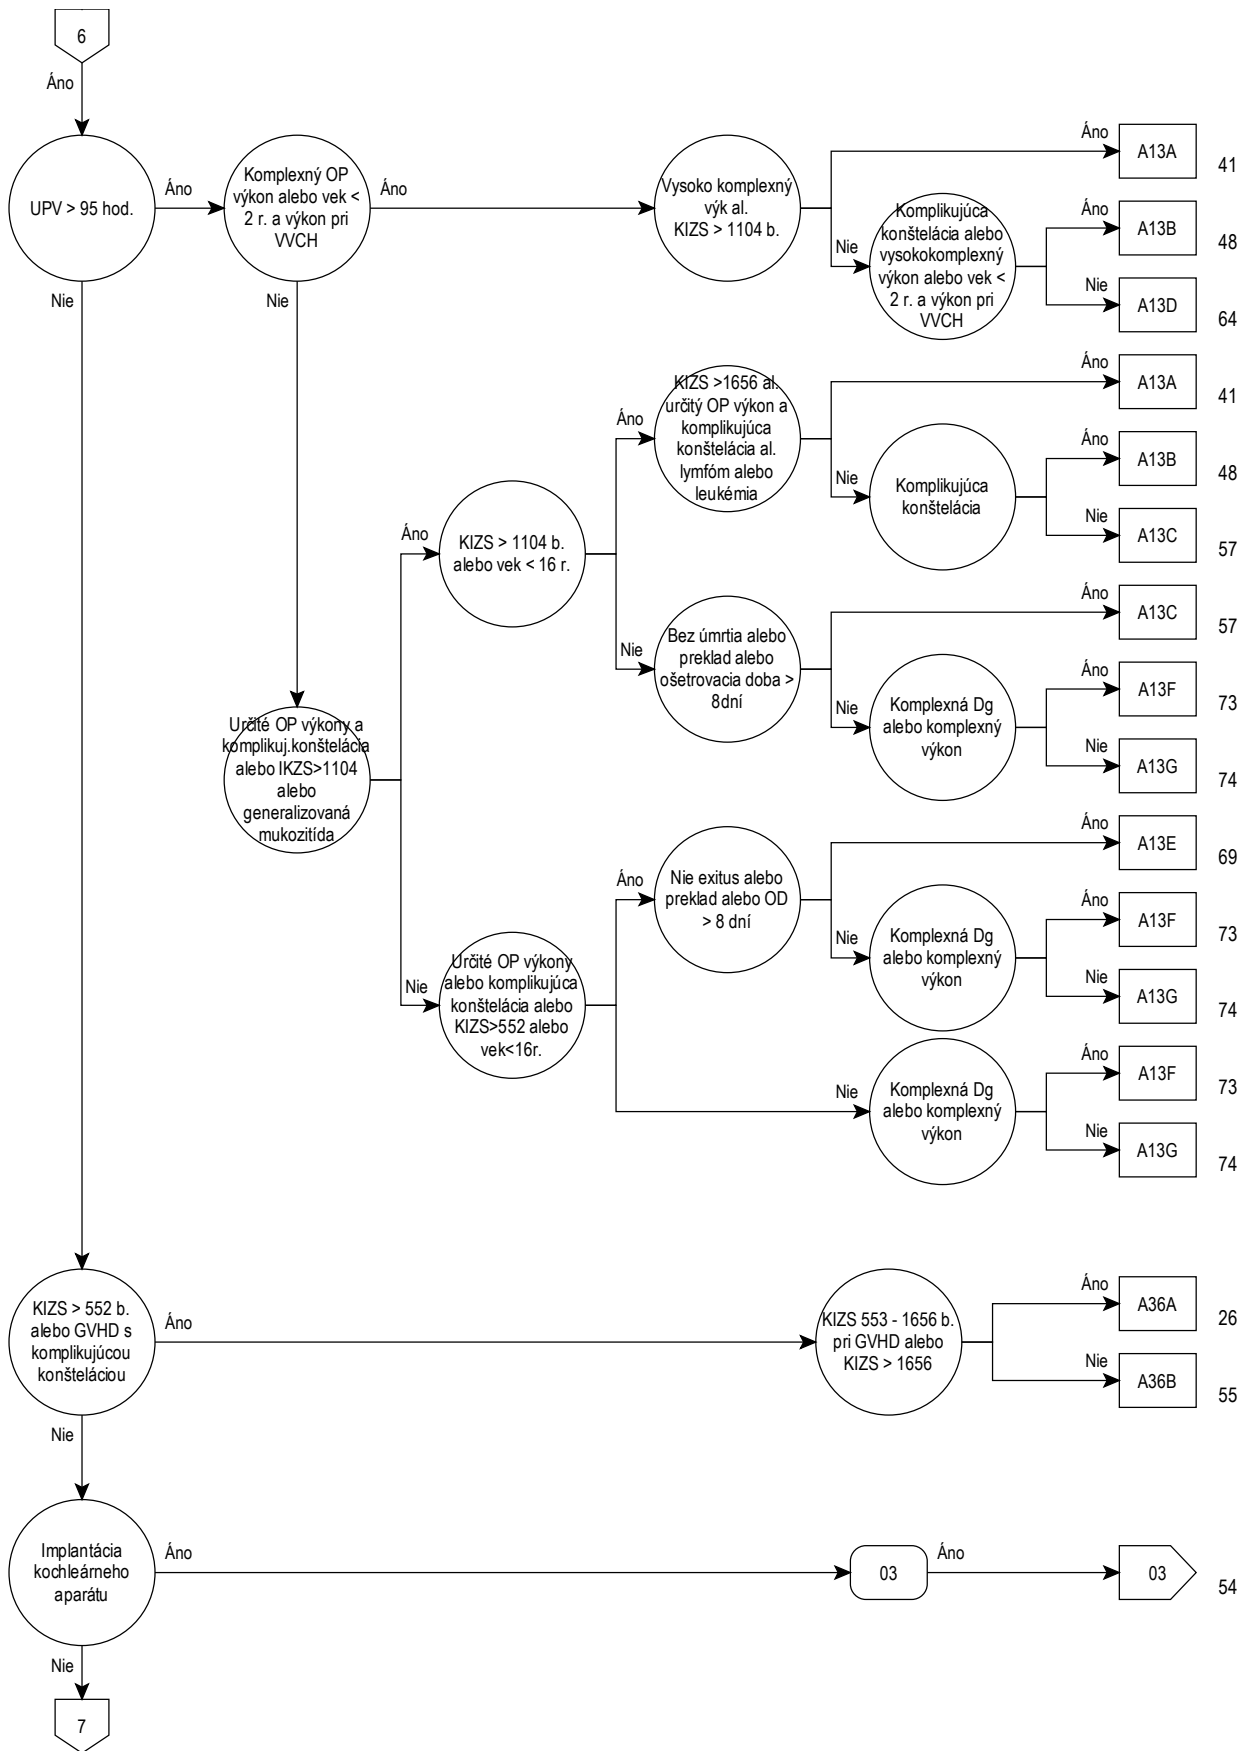 6
Áno
UPV > 95 hod.
Áno
Komplexný OP
výkon alebo vek <
2 r. a výkon pri
VVCH
Áno
Vysoko komplexný
výk al.
KIZS > 1104 b.
Áno
A13A
41
Nie
Komplikujúca
konštelácia alebo
vysokokomplexný
výkon alebo vek <
2 r. a výkon pri
VVCH
Áno
A13B
48
Nie
A13D
64
Nie
Nie
KIZS >1656 al.
určitý OP výkon a
komplikujúca
konštelácia al.
lymfóm alebo
leukémia
Áno
A13A
41
Áno
Nie
Komplikujúca
konštelácia
Áno
A13B
48
Nie
A13C
57
Áno
KIZS > 1104 b.
alebo vek < 16 r.
Nie
Bez úmrtia alebo
preklad alebo
ošetrovacia doba >
8dní
Áno
A13C
57
Nie
Komplexná Dg
alebo komplexný
výkon
Áno
A13F
73
Nie
A13G
74
Určité OP výkony a
komplikuj.konštelácia
alebo IKZS>1104
alebo
generalizovaná
mukozitída
Áno
Nie exitus alebo
preklad alebo OD
> 8 dní
Áno
A13E
69
Nie
Komplexná Dg
alebo komplexný
výkon
Áno
A13F
73
Nie
A13G
74
Nie
Určité OP výkony
alebo komplikujúca
konštelácia alebo
KIZS>552 alebo
vek<16r.
Nie
Komplexná Dg
alebo komplexný
výkon
Áno
A13F
73
Nie
A13G
74
KIZS > 552 b.
alebo GVHD s
komplikujúcou
konšteláciou
Áno
KIZS 553 - 1656 b.
pri GVHD alebo
KIZS > 1656
Áno
A36A
26
Nie
A36B
55
Nie
Implantácia
kochleárneho
aparátu
Áno
03
Áno
03
54
Nie
7